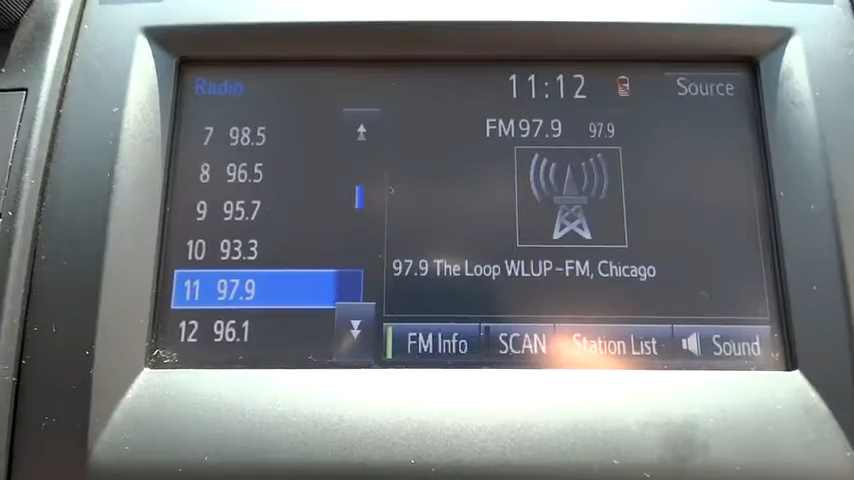 Radio
11:12
Source
7 98.5
8 96.5
9 95.7
10 93.3
11 97.9
12 96.1
FM97.9 97.9
97.9 The Loop WLUP-FM, Chicago
FM Info
SCAN
Station List
Sound